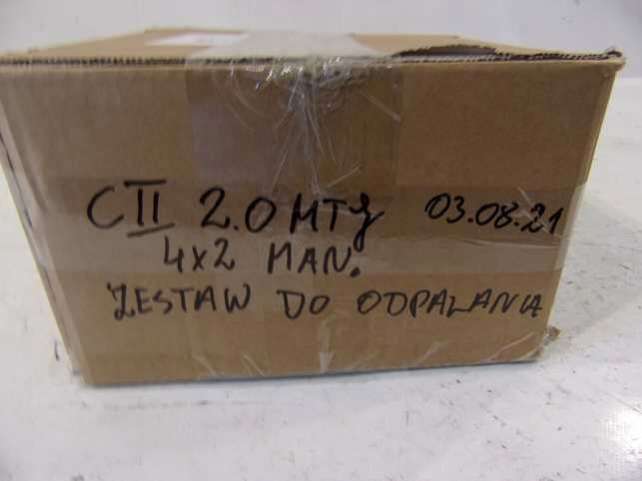 CII 2.0 MTJ 03.08.21
4x2 MAN.
ZESTAW DO ODPALANIA